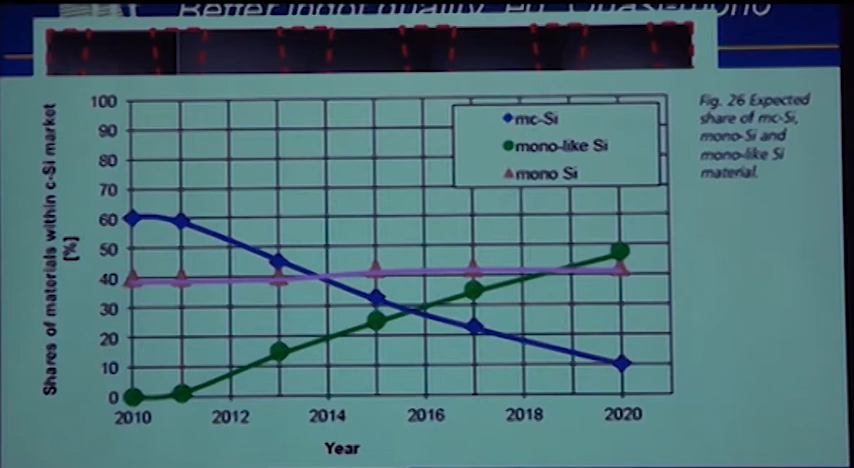 Better ingot quality, eg. Quasi-mono
Fig. 26 Expected
share of mc-Si,
mono-Si and
mono-like Si
material.
mc-Si
mono-like Si
mono Si
Shares of materials within c-Si market
[%]
100
90
80
70
60
50
40
30
20
10
0
2010 2012 2014 2016 2018 2020
Year